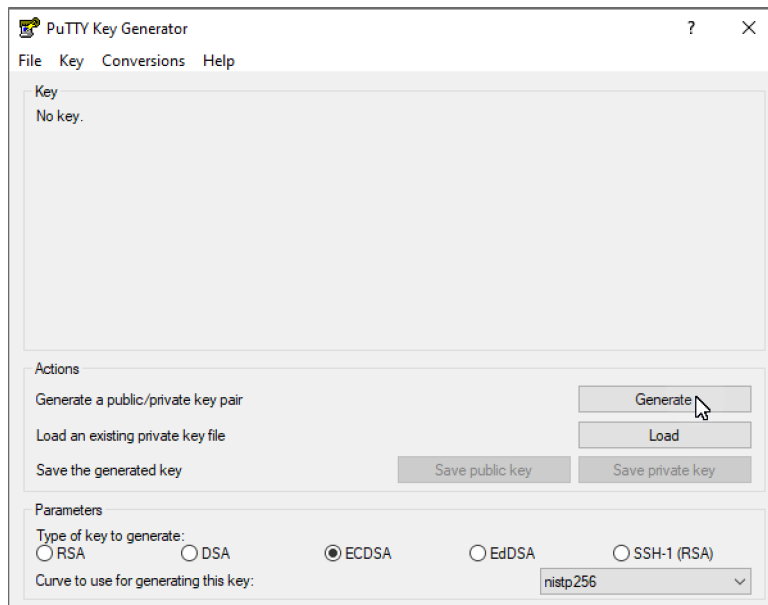 PuTTY Key Generator ?
File Key Conversions Help
Key
No key.
Actions
Generate a public/private key pair Generate
Load an existing private key file Load
Save the generated key Save public key Save private key
Parameters
Type of key to generate:
RSA DSA ECDSA EdDSA SSH-1 (RSA)
Curve to use for generating this key: nistp256